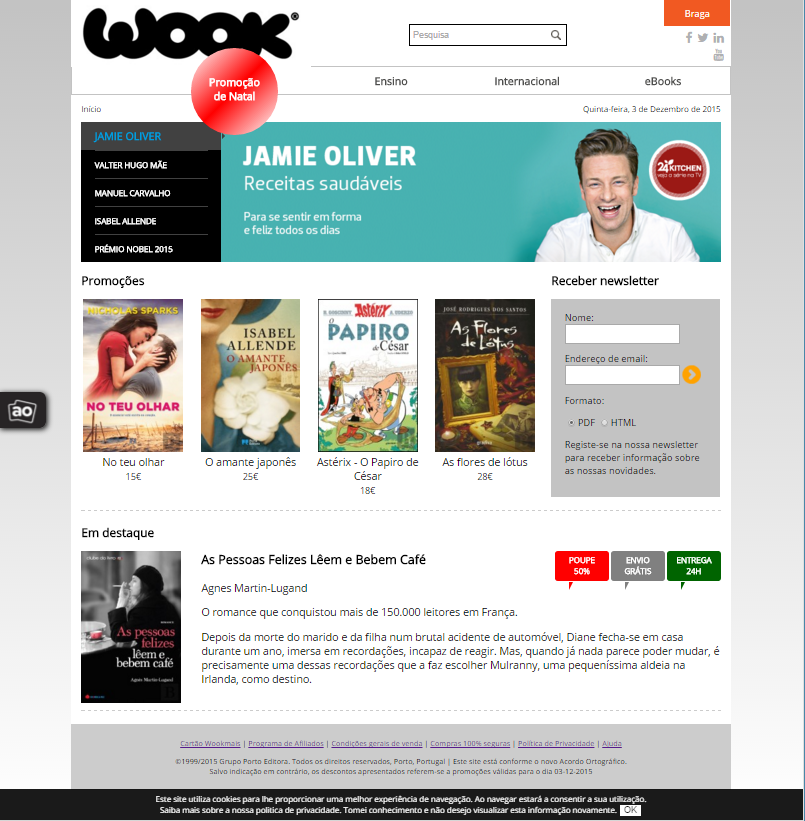 WOOK®
Pesquisa
Braga
Promoção
de Natal
Ensino
Internacional
eBooks
Início
Quinta-feira, 3 de Dezembro de 2015
JAMIE OLIVER
VALTER HUGO MÃE
MANUEL CARVALHO
ISABEL ALLENDE
PRÉMIO NOBEL 2015
JAMIE OLIVER
Receitas saudáveis
Para se sentir em forma
e feliz todos os dias
24KITCHEN
veja a série na TV
Promoções
NICHOLAS SPARKS
NO TEU OLHAR
No teu olhar
15€
ISABEL
ALLENDE
O AMANTE
JAPONÊS
O amante japonês
25€
Astérix
O PAPIRO
de César
Astérix - O Papiro de
César
18€
JOSÉ RODRIGUES DOS SANTOS
As Flores
de Lótus
As flores de lótus
28€
Receber newsletter
Nome:
Endereço de email:
Formato:
PDF HTML
Registe-se na nossa newsletter
para receber informação sobre
as nossas novidades.
ao
Em destaque
As pessoas
felizes
lêem e
bebem café
Agnès Martin-Lugand
As Pessoas Felizes Lêem e Bebem Café
POUPE
50%
ENVIO
GRÁTIS
ENTREGA
24H
Agnes Martin-Lugand
O romance que conquistou mais de 150.000 leitores em França.
Depois da morte do marido e da filha num brutal acidente de automóvel, Diane fecha-se em casa
durante um ano, imersa em recordações, incapaz de reagir. Mas, quando já nada parece poder mudar, é
precisamente uma dessas recordações que a faz escolher Mulranny, uma pequeníssima aldeia na
Irlanda, como destino.
Cartão Wookmais | Programa de Afiliados | Condições gerais de venda | Compras 100% seguras | Política de Privacidade | Ajuda
©1999/2015 Grupo Porto Editora. Todos os direitos reservados, Porto, Portugal | Este site está conforme o novo Acordo Ortográfico.
Salvo indicação em contrário, os descontos apresentados referem-se a promoções válidas para o dia 03-12-2015
Este site utiliza cookies para lhe proporcionar uma melhor experiência de navegação. Ao navegar estará a consentir a sua utilização.
Saiba mais sobre a nossa politica de privacidade. Tomei conhecimento e não desejo visualizar esta informação novamente. OK